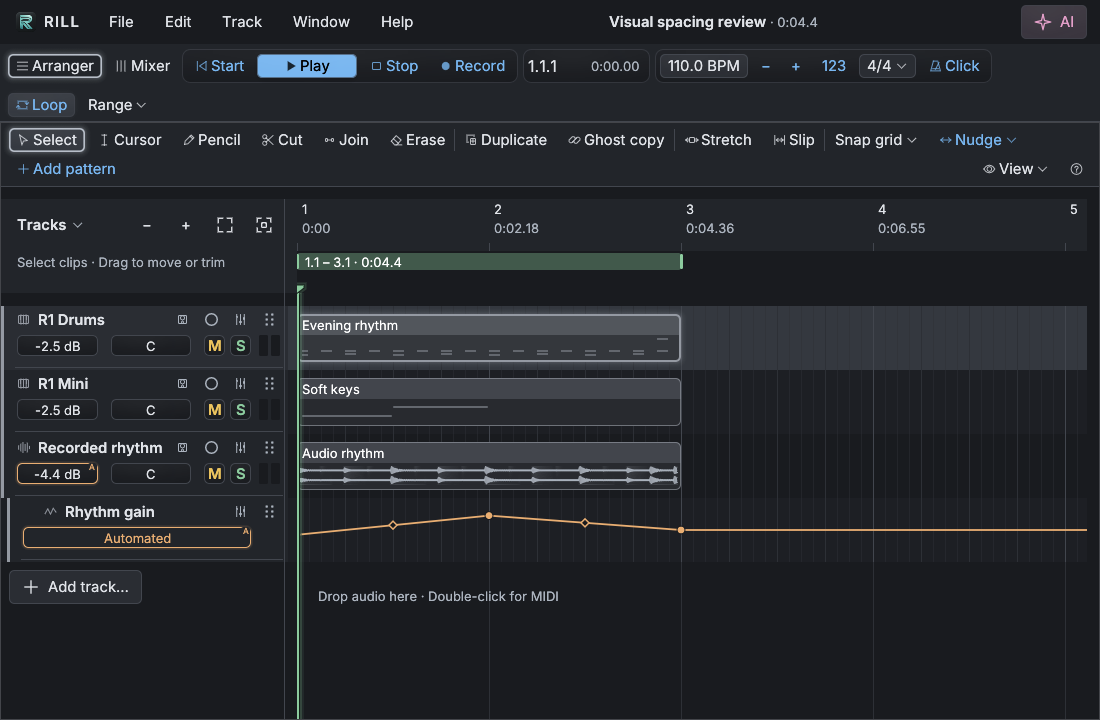 RILL File Edit Track Window Help Visual spacing review · 0:04.4 AI
Arranger Mixer Start Play Stop Record 1.1.1 0:00.00 110.0 BPM − + 123 4/4 Click
Loop Range
Select Cursor Pencil Cut Join Erase Duplicate Ghost copy Stretch Slip Snap grid Nudge
+ Add pattern View
Tracks − +
1 2 3 4 5
0:00 0:02.18 0:04.36 0:06.55
Select clips · Drag to move or trim
1.1 – 3.1 · 0:04.4
R1 Drums
-2.5 dB C M S
Evening rhythm
R1 Mini
-2.5 dB C M S
Soft keys
Recorded rhythm
-4.4 dB A C M S
Audio rhythm
Rhythm gain
Automated A
+ Add track...
Drop audio here · Double-click for MIDI